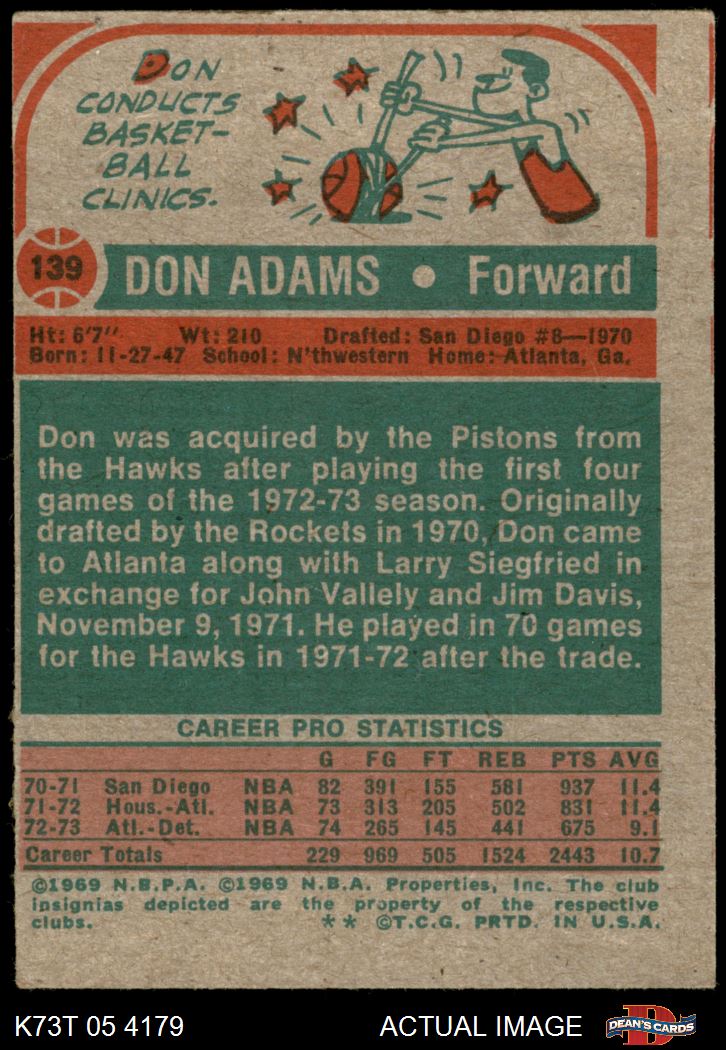 DON
CONDUCTS
BASKET-
BALL
CLINICS.
139
DON ADAMS • Forward
Ht: 6'7" Wt: 210 Drafted: San Diego #8—1970
Born: 11-27-47 School: N'thwestern Home: Atlanta, Ga.
Don was acquired by the Pistons from
the Hawks after playing the first four
games of the 1972-73 season. Originally
drafted by the Rockets in 1970, Don came
to Atlanta along with Larry Siegfried in
exchange for John Vallely and Jim Davis,
November 9, 1971. He played in 70 games
for the Hawks in 1971-72 after the trade.
CAREER PRO STATISTICS
G FG FT REB PTS AVG
70-71 San Diego NBA 82 391 155 581 937 11.4
71-72 Hous.-Atl. NBA 73 313 205 502 831 11.4
72-73 Atl.-Det. NBA 74 265 145 441 675 9.1
Career Totals 229 969 505 1524 2443 10.7
©1969 N.B.P.A. ©1969 N.B.A. Properties, Inc. The club
insignias depicted are the property of the respective
clubs. ** ©T.C.G. PRTD. IN U.S.A.
K73T 05 4179 ACTUAL IMAGE
D
DEAN'S CARDS